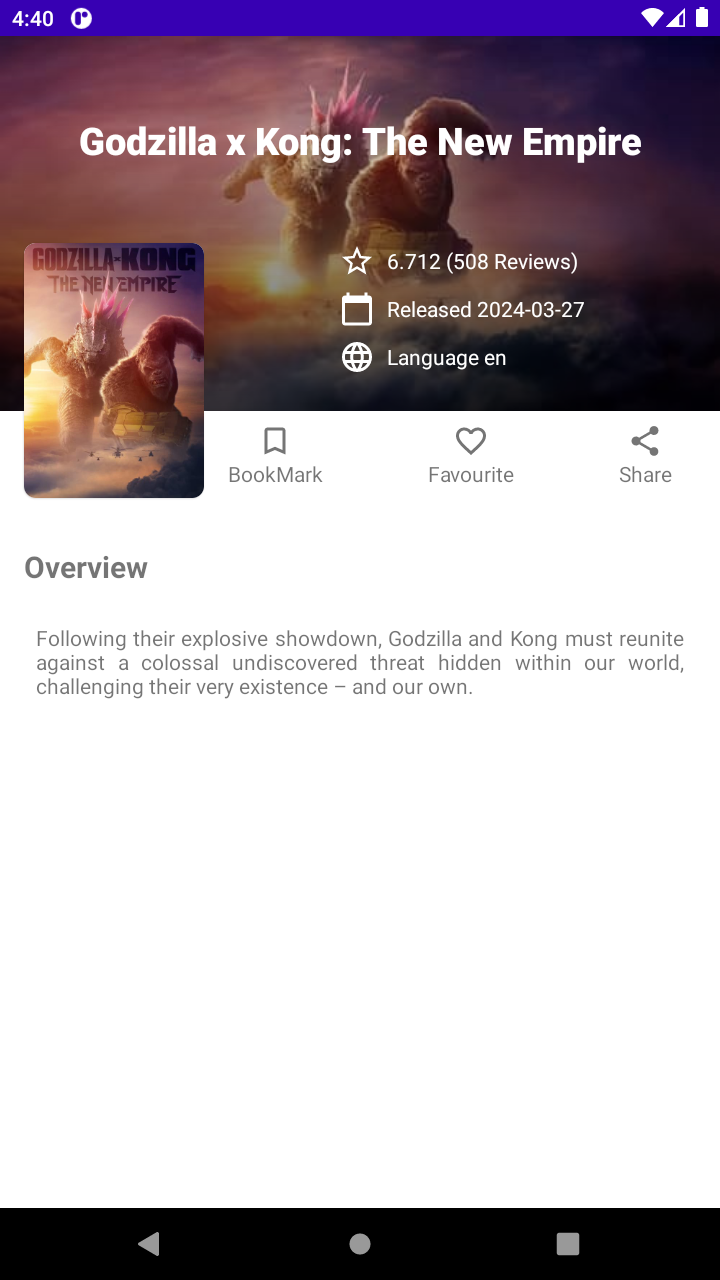 4:40
Godzilla x Kong: The New Empire
GODZILLA x KONG
THE NEW EMPIRE
6.712 (508 Reviews)
Released 2024-03-27
Language en
BookMark
Favourite
Share
Overview
Following their explosive showdown, Godzilla and Kong must reunite
against a colossal undiscovered threat hidden within our world,
challenging their very existence – and our own.